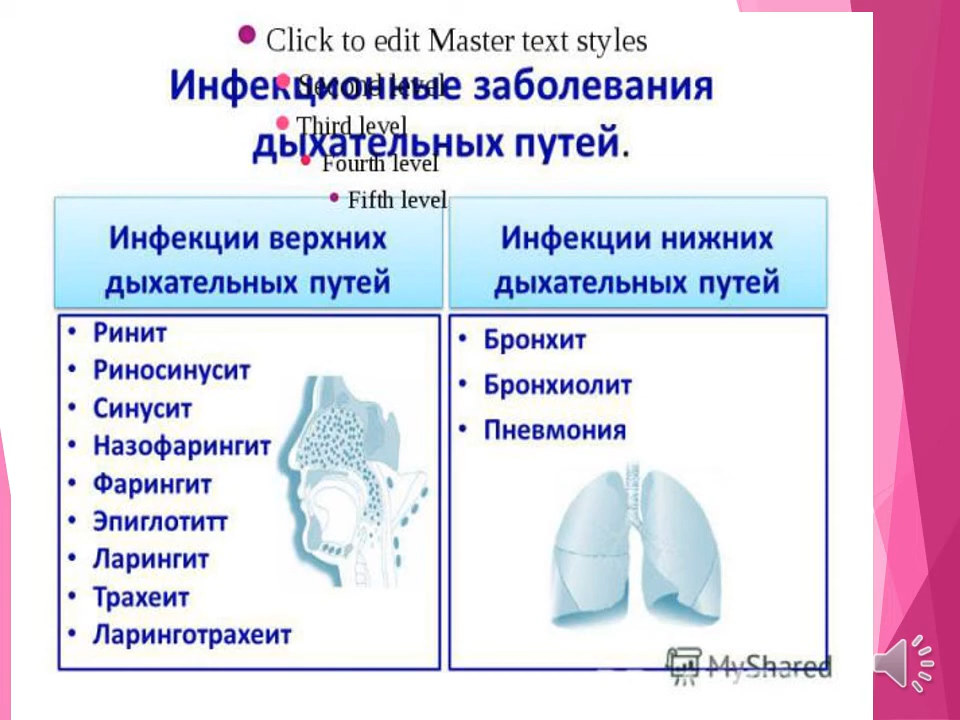 Click to edit Master text styles
Инфекционные заболевания
Second level
Third level
дыхательных путей.
Fourth level
Fifth level
Инфекции верхних
дыхательных путей
• Ринит
• Риносинусит
• Синусит
• Назофарингит
• Фарингит
• Эпиглотитт
• Ларингит
• Трахеит
• Ларинготрахеит
Инфекции нижних
дыхательных путей
• Бронхит
• Бронхиолит
• Пневмония
MyShared